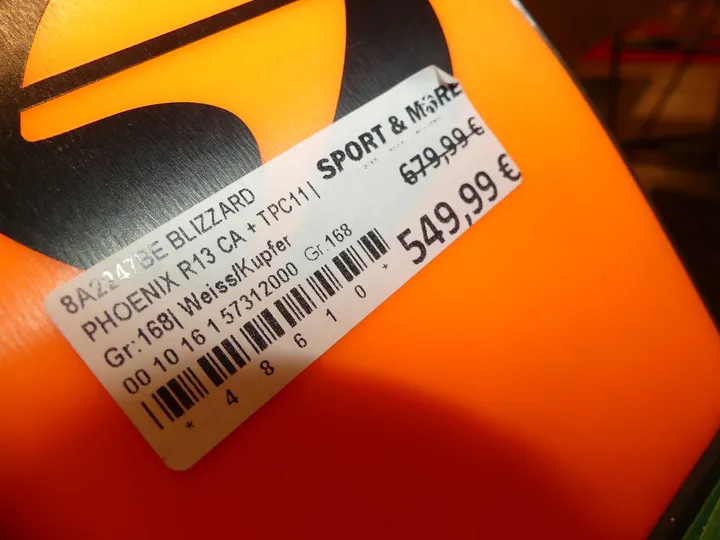 SPORT & MORE
679,99 €
549,99 €
8A2247BE BLIZZARD
PHOENIX R13 CA + TPC11|
Gr:168| Weiss/Kupfer
00 10 16 1 57312000 Gr.168
* 4 8 6 1 0 *